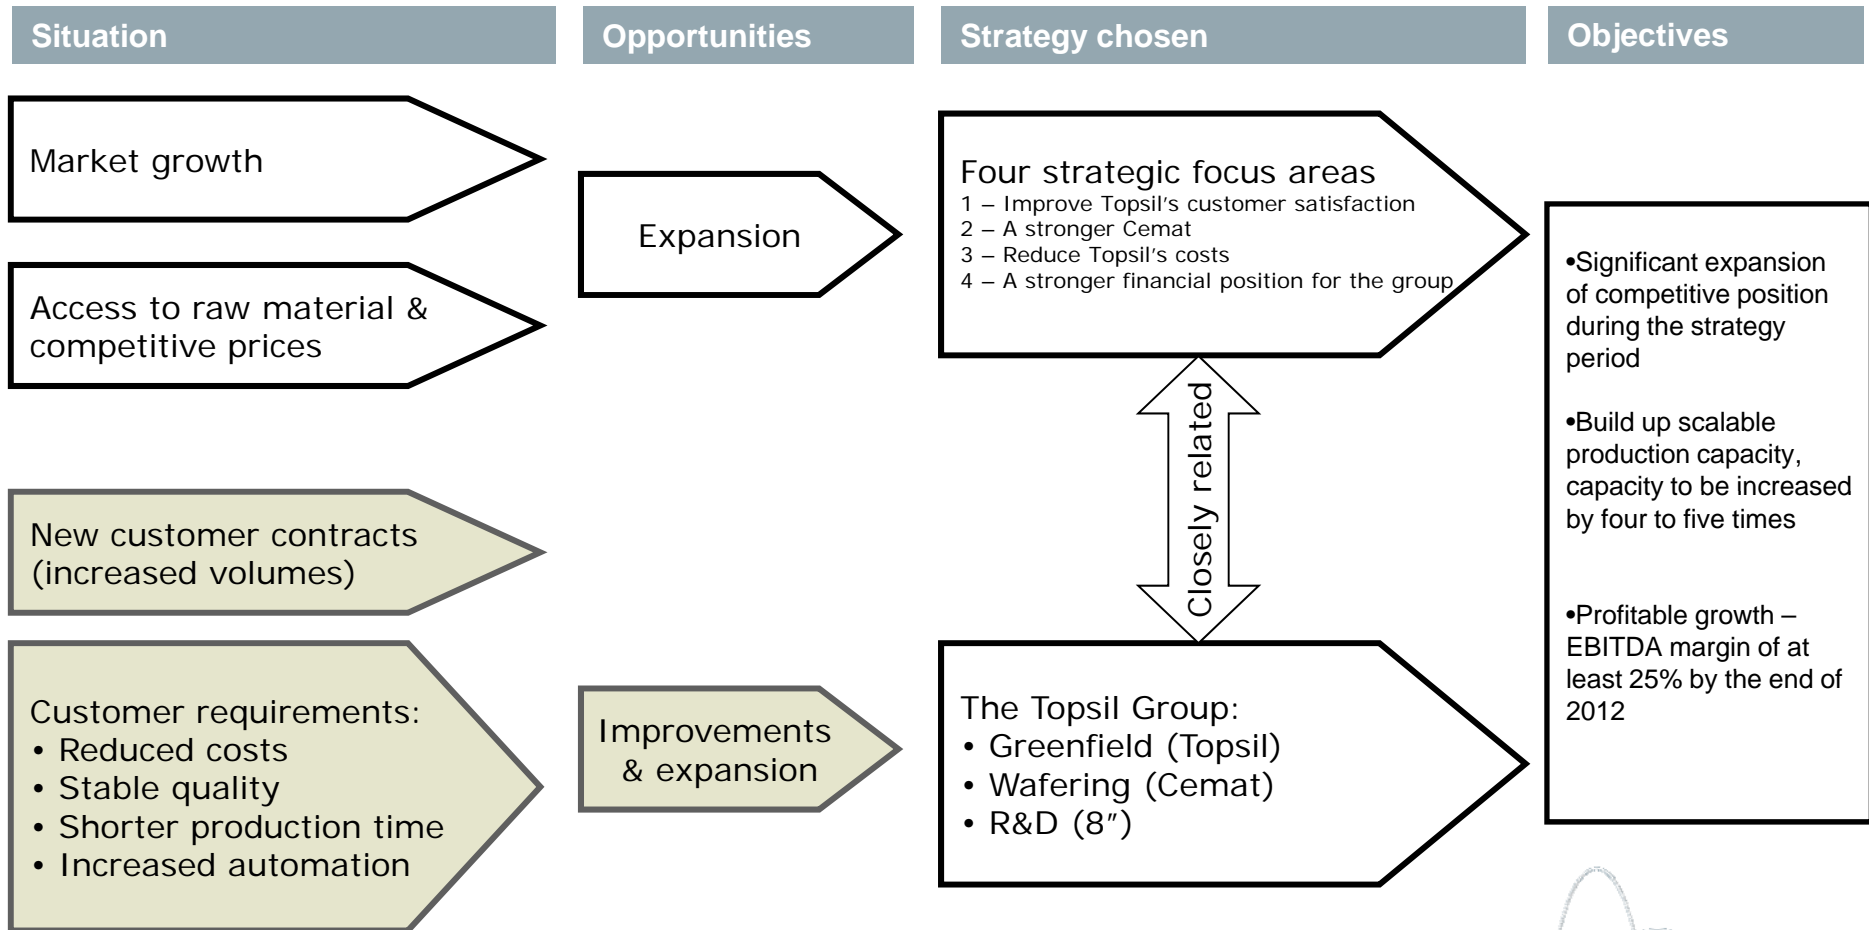 Situation
Opportunities
Strategy chosen
Objectives
Market growth
Access to raw material &
competitive prices
New customer contracts
(increased volumes)
Customer requirements:
• Reduced costs
• Stable quality
• Shorter production time
• Increased automation
Expansion
Improvements
& expansion
Four strategic focus areas
1 – Improve Topsil's customer satisfaction
2 – A stronger Cemat
3 – Reduce Topsil's costs
4 – A stronger financial position for the group
Closely related
The Topsil Group:
• Greenfield (Topsil)
• Wafering (Cemat)
• R&D (8″)
•Significant expansion
of competitive position
during the strategy
period
•Build up scalable
production capacity,
capacity to be increased
by four to five times
•Profitable growth –
EBITDA margin of at
least 25% by the end of
2012